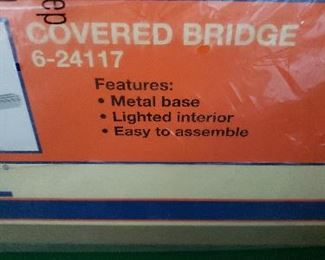 COVERED BRIDGE
6-24117
Features:
• Metal base
• Lighted interior
• Easy to assemble